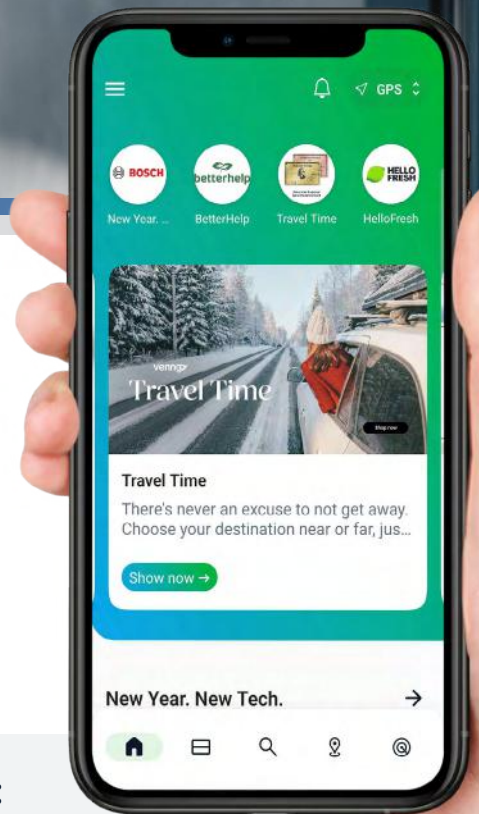 GPS
BOSCH
betterhelp
HELLO
FRESH
New Year. ...
BetterHelp
Travel Time
HelloFresh
venngo
Travel Time
Shop now
Travel Time
There's never an excuse to not get away.
Choose your destination near or far, jus...
Show now →
New Year. New Tech.
: